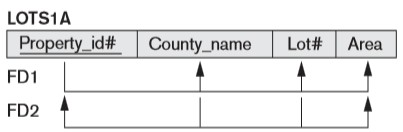 LOTS1A
Property_id# County_name Lot# Area
FD1
FD2